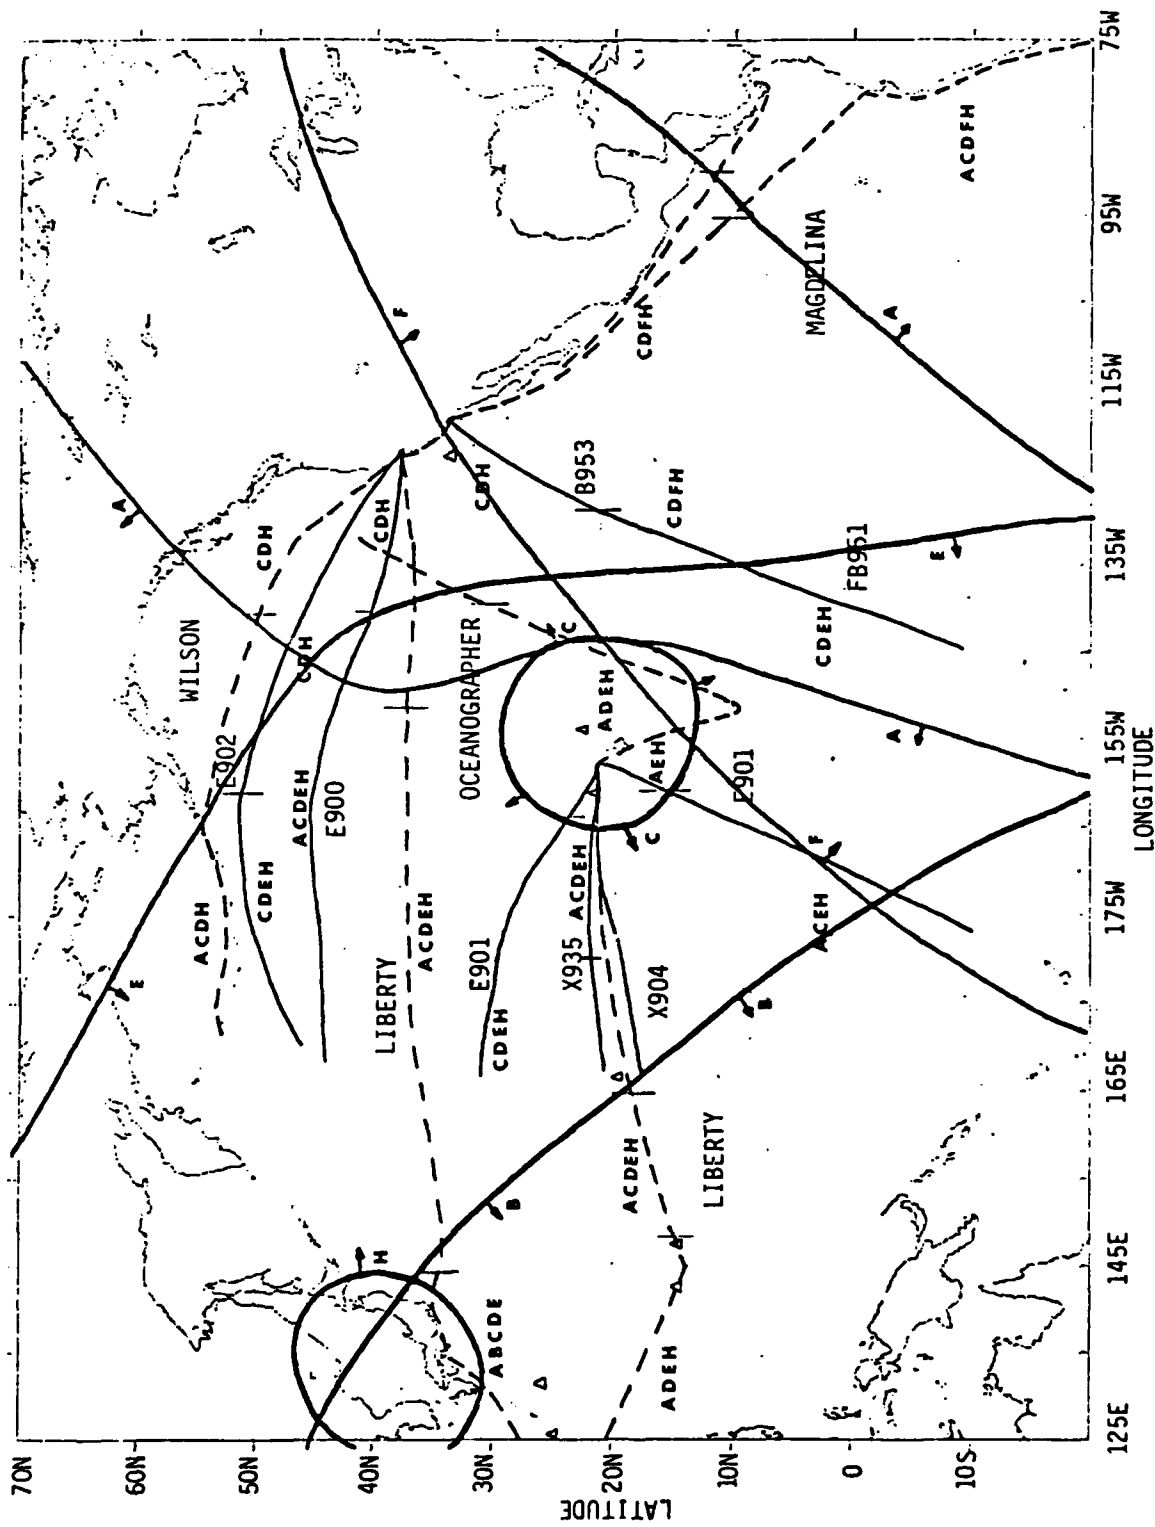 70N
60N
50N
40N
30N
20N
10N
0
10S
LATITUDE
125E
145E
165E
175W
155W
135W
115W
95W
75W
LONGITUDE
WILSON
E902
E900
LIBERTY
OCEANOGRAPHER
E901
X935
X904
LIBERTY
E901
B953
FB951
MAGDELINA
CDH
CDH
CDH
CDH
ACDH
CDEH
ACDEH
ACDEH
CDEH
ACDEH
ADEH
AEH
ACEH
ACDEH
ADEH
ABCDE
CDEH
CDFH
CDFH
ACDFH
A
A
A
B
B
C
C
E
E
F
F
H